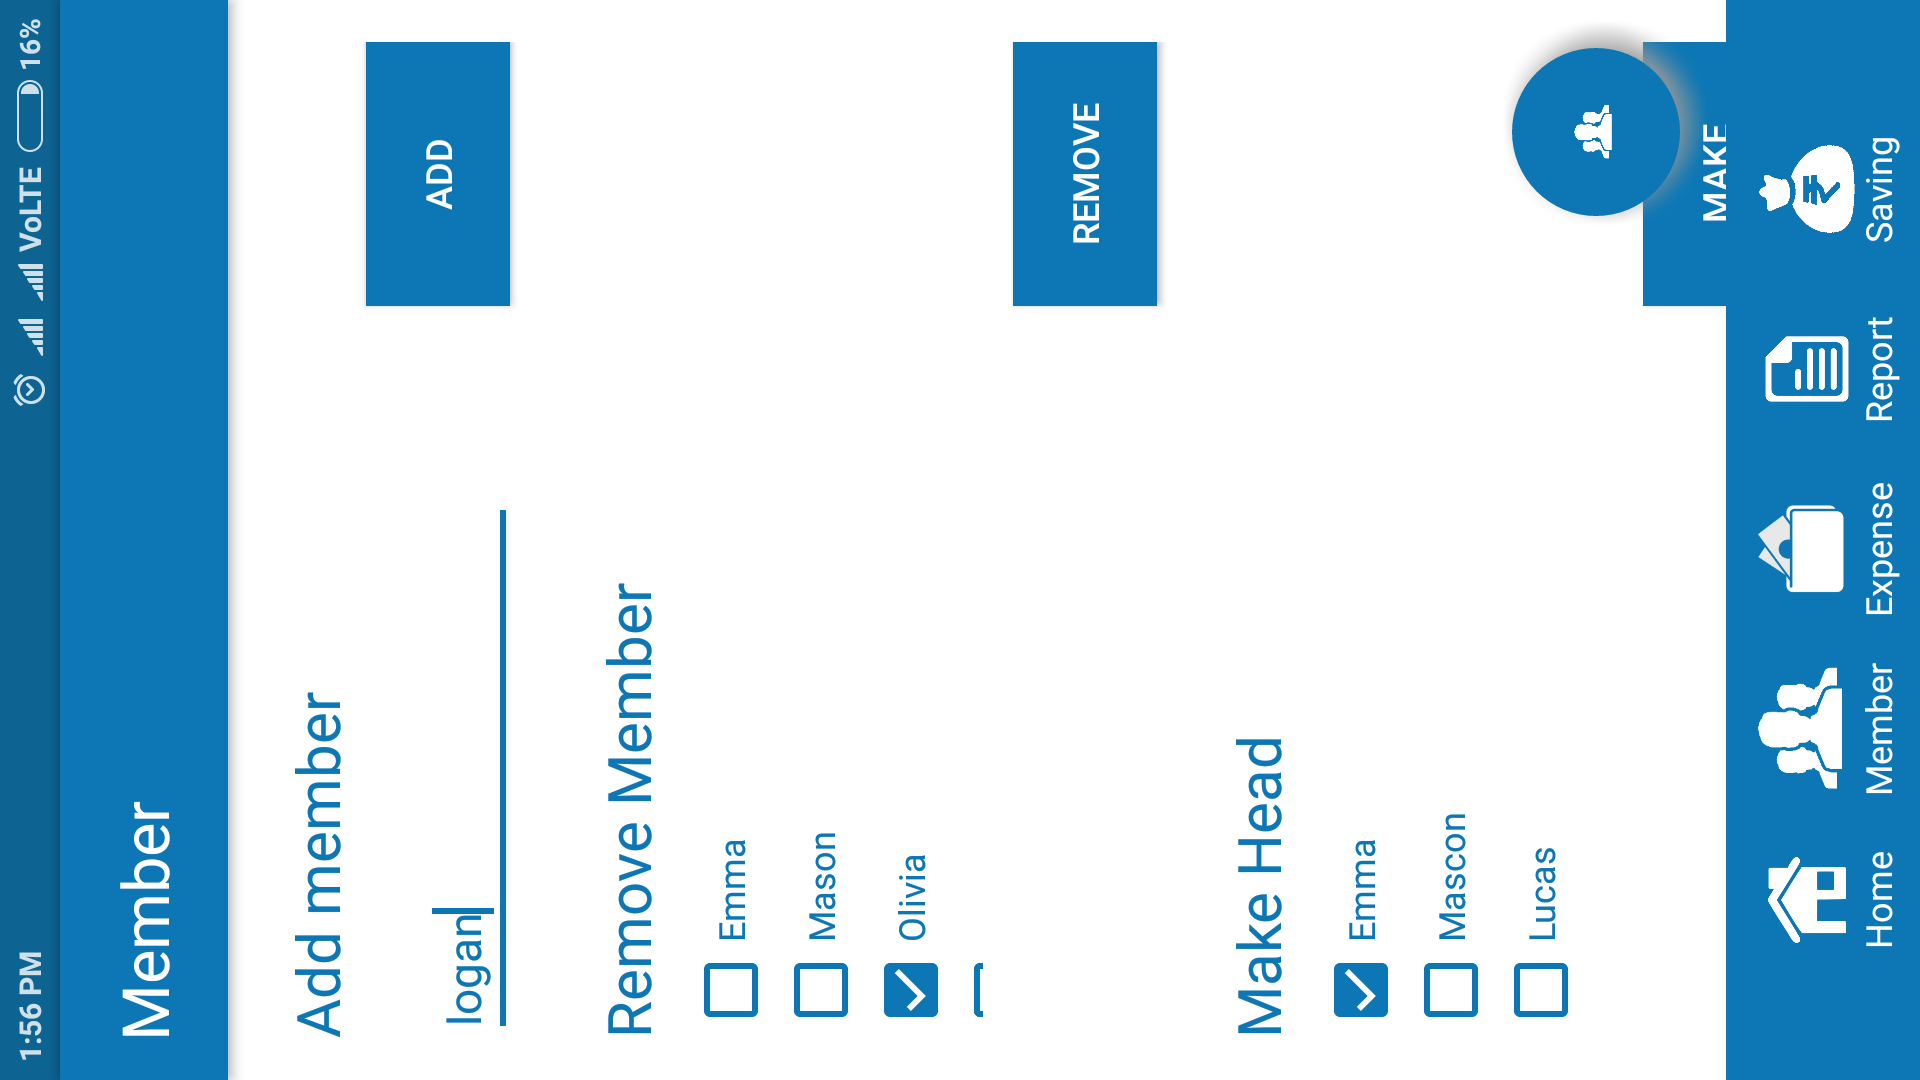 1:56 PM VoLTE 16%
Member
Add member
logan
ADD
Remove Member
Emma
Mason
Olivia
REMOVE
Make Head
Emma
Mascon
Lucas
MAKE
Home Member Expense Report Saving